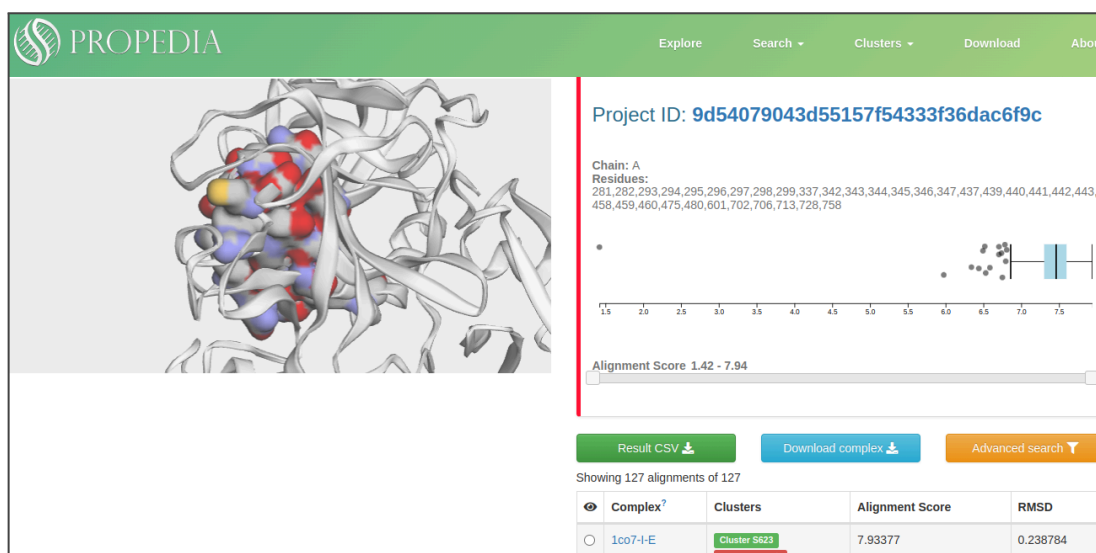 PROPEDIA
Explore Search Clusters Download
Project ID: 9d54079043d55157f54333f36dac6f9c
Chain: A
Residues:
281,282,293,294,295,296,297,298,299,337,342,343,344,345,346,347,437,439,440,441,442,443,
458,459,460,475,480,601,702,706,713,728,758
1.5 2.0 2.5 3.0 3.5 4.0 4.5 5.0 5.5 6.0 6.5 7.0 7.5
Alignment Score 1.42 - 7.94
Result CSV Download complex Advanced search
Showing 127 alignments of 127
Complex? Clusters Alignment Score RMSD
1co7-I-E Cluster S623 7.93377 0.238784